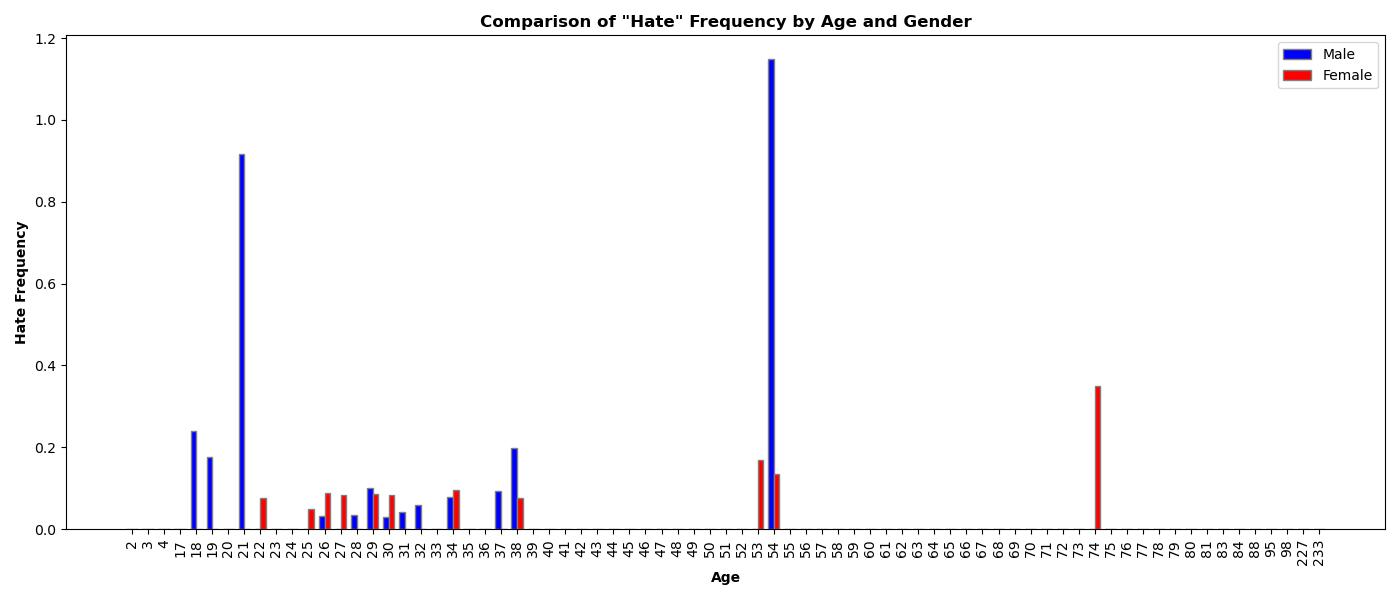 Comparison of "Hate" Frequency by Age and Gender
Male
Female
1.2
1.0
0.8
0.6
0.4
0.2
0.0
Hate Frequency
2 3 4 17 18 19 20 21 22 23 24 25 26 27 28 29 30 31 32 33 34 35 36 37 38 39 40 41 42 43 44 45 46 47 48 49 50 51 52 53 54 55 56 57 58 59 60 61 62 63 64 65 66 67 68 69 70 71 72 73 74 75 76 77 78 79 80 81 83 84 88 95 98 227 233
Age